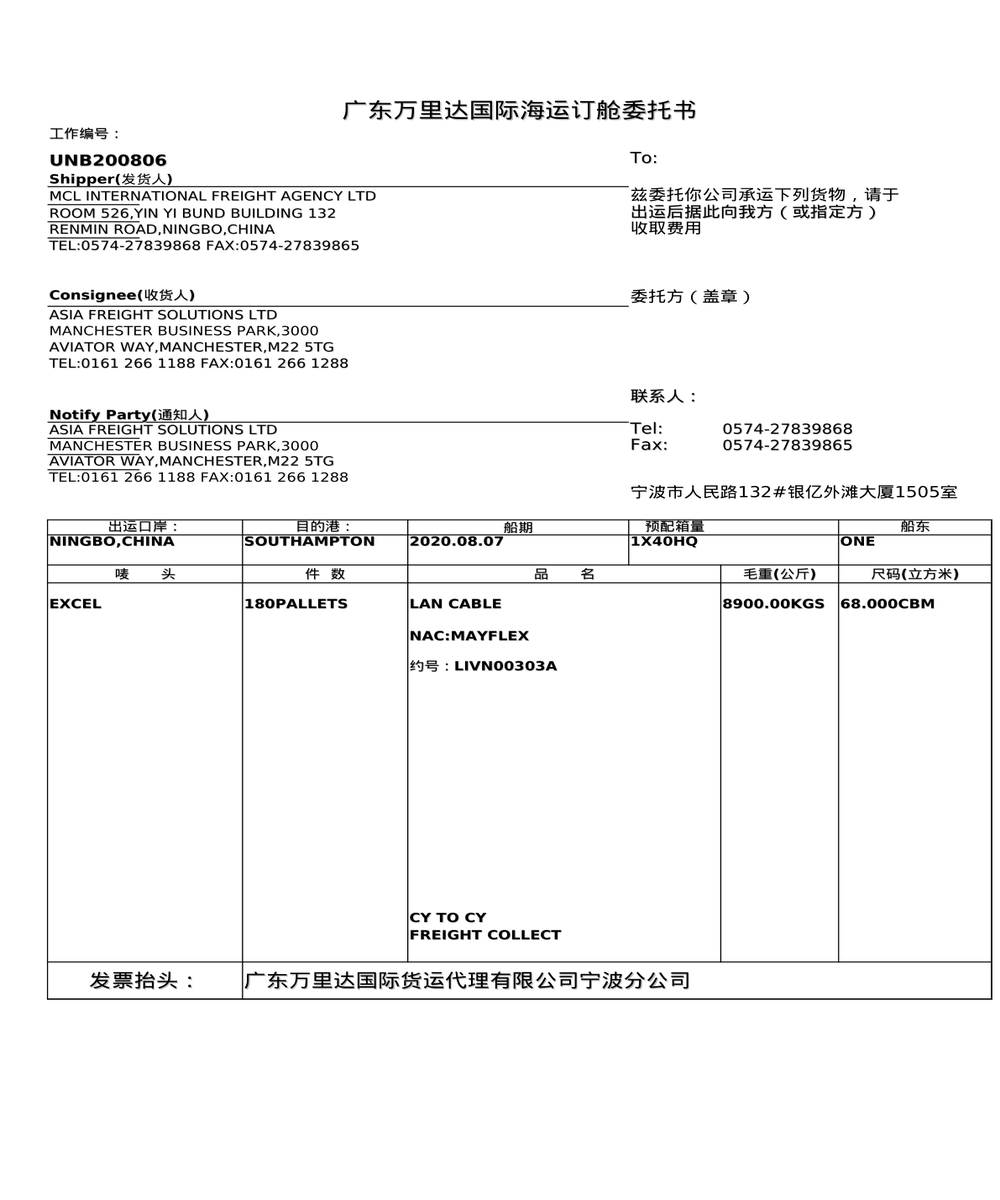 广东万里达国际海运订舱委托书
工作编号：
UNB200806
To:
Shipper(发货人)
MCL INTERNATIONAL FREIGHT AGENCY LTD
ROOM 526,YIN YI BUND BUILDING 132
RENMIN ROAD,NINGBO,CHINA
TEL:0574-27839868 FAX:0574-27839865
兹委托你公司承运下列货物，请于
出运后据此向我方（或指定方）
收取费用
Consignee(收货人)
委托方（盖章）
ASIA FREIGHT SOLUTIONS LTD
MANCHESTER BUSINESS PARK,3000
AVIATOR WAY,MANCHESTER,M22 5TG
TEL:0161 266 1188 FAX:0161 266 1288
联系人：
Notify Party(通知人)
ASIA FREIGHT SOLUTIONS LTD
MANCHESTER BUSINESS PARK,3000
AVIATOR WAY,MANCHESTER,M22 5TG
TEL:0161 266 1188 FAX:0161 266 1288
Tel: 0574-27839868
Fax: 0574-27839865
宁波市人民路132#银亿外滩大厦1505室
出运口岸： 目的港： 船期 预配箱量 船东
NINGBO,CHINA SOUTHAMPTON 2020.08.07 1X40HQ ONE
唛 头 件 数 品 名 毛重(公斤) 尺码(立方米)
EXCEL 180PALLETS LAN CABLE 8900.00KGS 68.000CBM
NAC:MAYFLEX
约号：LIVN00303A
CY TO CY
FREIGHT COLLECT
发票抬头： 广东万里达国际货运代理有限公司宁波分公司